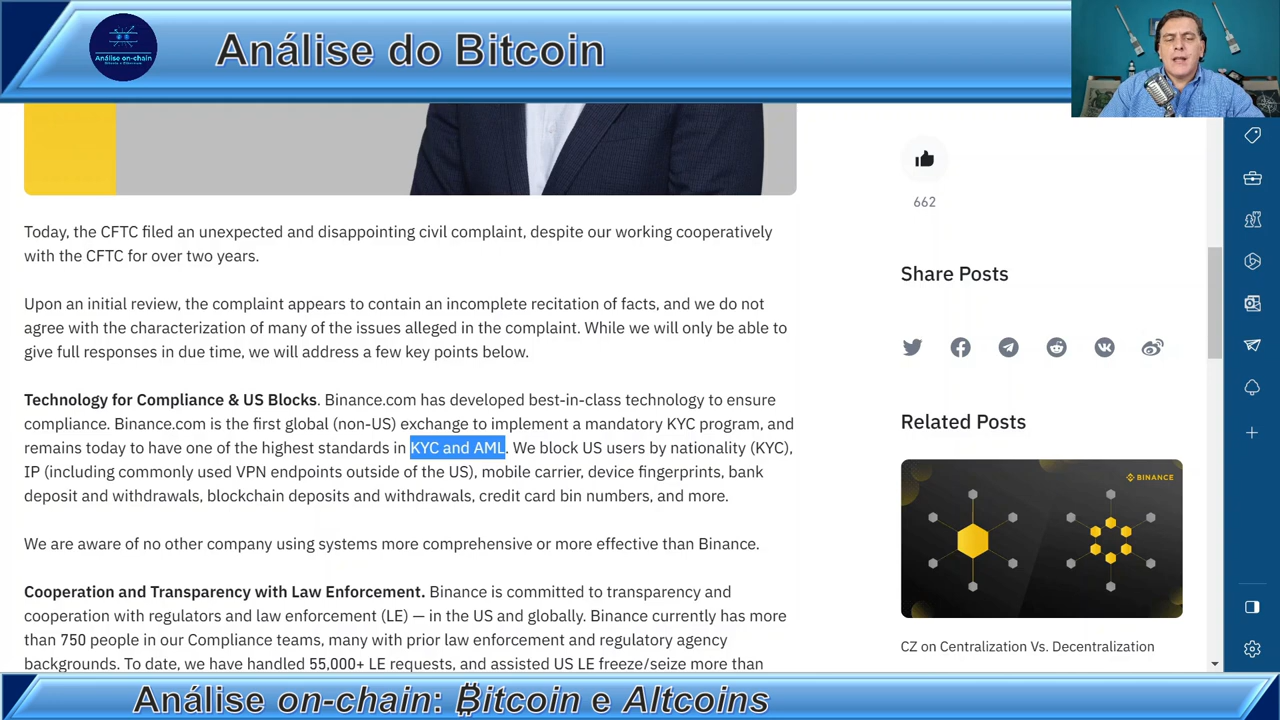 Análise on-chain
Análise do Bitcoin
Today, the CFTC filed an unexpected and disappointing civil complaint, despite our working cooperatively
with the CFTC for over two years.
Upon an initial review, the complaint appears to contain an incomplete recitation of facts, and we do not
agree with the characterization of many of the issues alleged in the complaint. While we will only be able to
give full responses in due time, we will address a few key points below.
Technology for Compliance & US Blocks. Binance.com has developed best-in-class technology to ensure
compliance. Binance.com is the first global (non-US) exchange to implement a mandatory KYC program, and
remains today to have one of the highest standards in KYC and AML. We block US users by nationality (KYC),
IP (including commonly used VPN endpoints outside of the US), mobile carrier, device fingerprints, bank
deposit and withdrawals, blockchain deposits and withdrawals, credit card bin numbers, and more.
We are aware of no other company using systems more comprehensive or more effective than Binance.
Cooperation and Transparency with Law Enforcement. Binance is committed to transparency and
cooperation with regulators and law enforcement (LE) — in the US and globally. Binance currently has more
than 750 people in our Compliance teams, many with prior law enforcement and regulatory agency
backgrounds. To date, we have handled 55,000+ LE requests, and assisted US LE freeze/seize more than
662
Share Posts
Related Posts
BINANCE
CZ on Centralization Vs. Decentralization
Análise on-chain: ₿itcoin e Altcoins